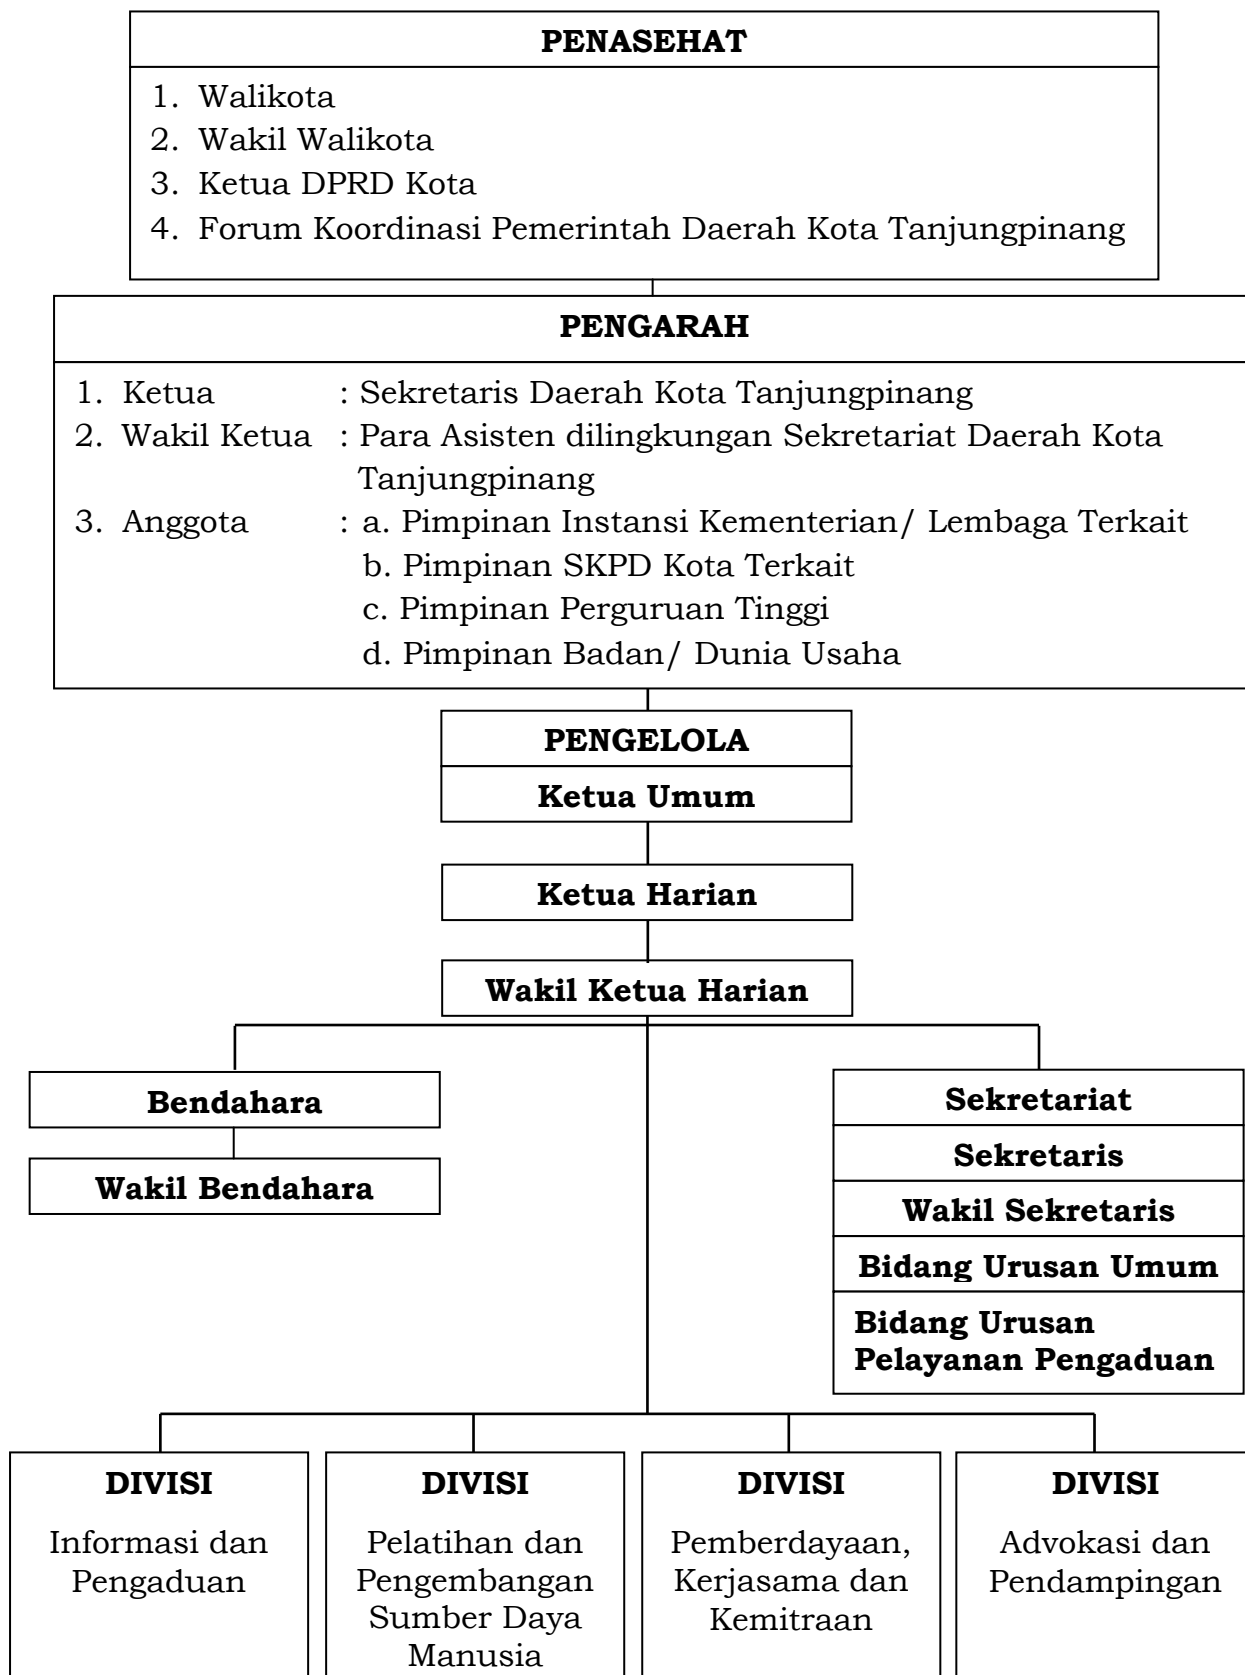 PENASEHAT
1. Walikota
2. Wakil Walikota
3. Ketua DPRD Kota
4. Forum Koordinasi Pemerintah Daerah Kota Tanjungpinang
PENGARAH
1. Ketua : Sekretaris Daerah Kota Tanjungpinang
2. Wakil Ketua : Para Asisten dilingkungan Sekretariat Daerah Kota
Tanjungpinang
3. Anggota : a. Pimpinan Instansi Kementerian/ Lembaga Terkait
b. Pimpinan SKPD Kota Terkait
c. Pimpinan Perguruan Tinggi
d. Pimpinan Badan/ Dunia Usaha
PENGELOLA
Ketua Umum
Ketua Harian
Wakil Ketua Harian
Bendahara
Wakil Bendahara
Sekretariat
Sekretaris
Wakil Sekretaris
Bidang Urusan Umum
Bidang Urusan
Pelayanan Pengaduan
DIVISI
Informasi dan
Pengaduan
DIVISI
Pelatihan dan
Pengembangan
Sumber Daya
Manusia
DIVISI
Pemberdayaan,
Kerjasama dan
Kemitraan
DIVISI
Advokasi dan
Pendampingan